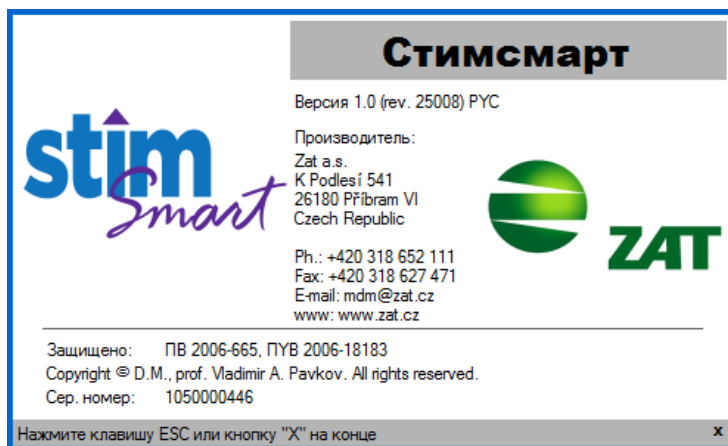 Стимсмарт
stim
Smart
Версия 1.0 (rev. 25008) РУС
Производитель:
Zat a.s.
K Podlesí 541
26180 Příbram VI
Czech Republic
ZAT
Ph.: +420 318 652 111
Fax: +420 318 627 471
E-mail: mdm@zat.cz
www: www.zat.cz
Защищено: ПВ 2006-665, ПУВ 2006-18183
Copyright © D.M., prof. Vladimir A. Pavkov. All rights reserved.
Сер. номер: 1050000446
Нажмите клавишу ESC или кнопку "X" на конце x